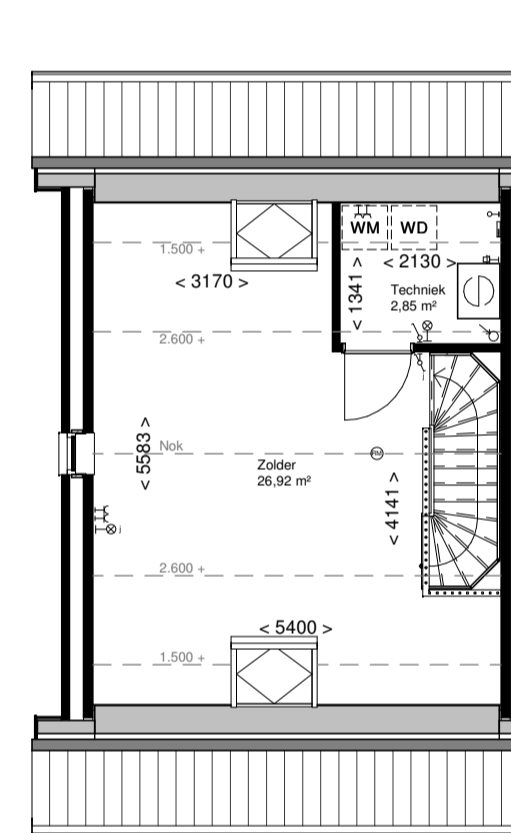 WM
WD
1.500 +
< 2130 >
< 3170 >
< 1341 >
Techniek
2,85 m²
2.600 +
Nok
< 5583 >
RM
Zolder
26,92 m²
< 4141 >
i
2.600 +
< 5400 >
1.500 +